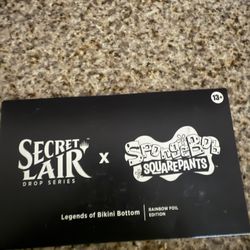 13+
SECRET LAIR x SpongeBob SQUAREPANTS
DROP SERIES
Legends of Bikini Bottom | RAINBOW FOIL EDITION